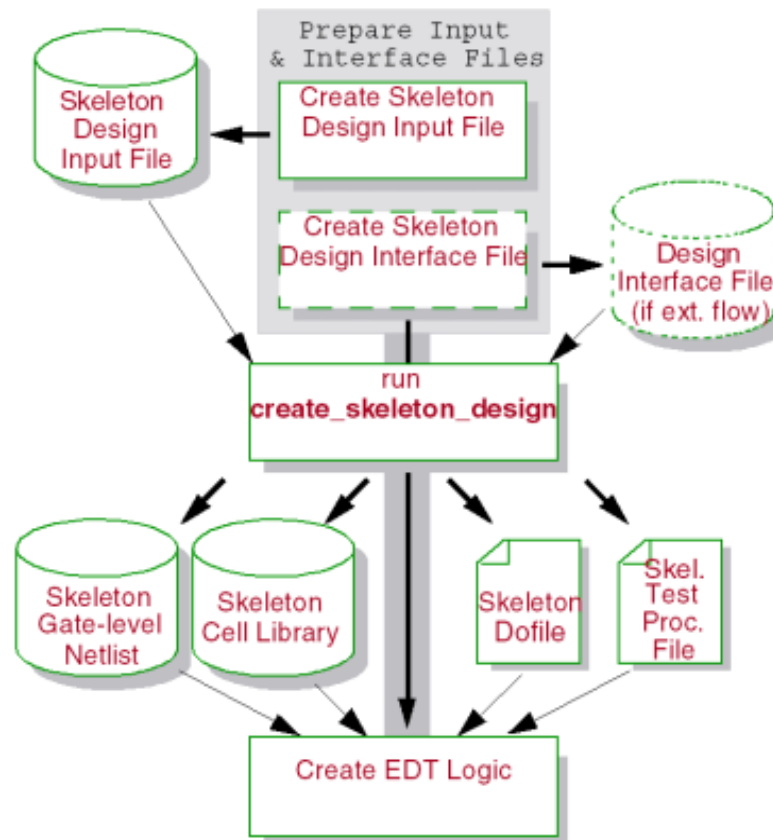 Prepare Input
& Interface Files
Skeleton
Design
Input File
Create Skeleton
Design Input File
Create Skeleton
Design Interface File
Design
Interface File
(if ext. flow)
run
create_skeleton_design
Skeleton
Gate-level
Netlist
Skeleton
Cell Library
Skeleton
Dofile
Skel.
Test
Proc.
File
Create EDT Logic